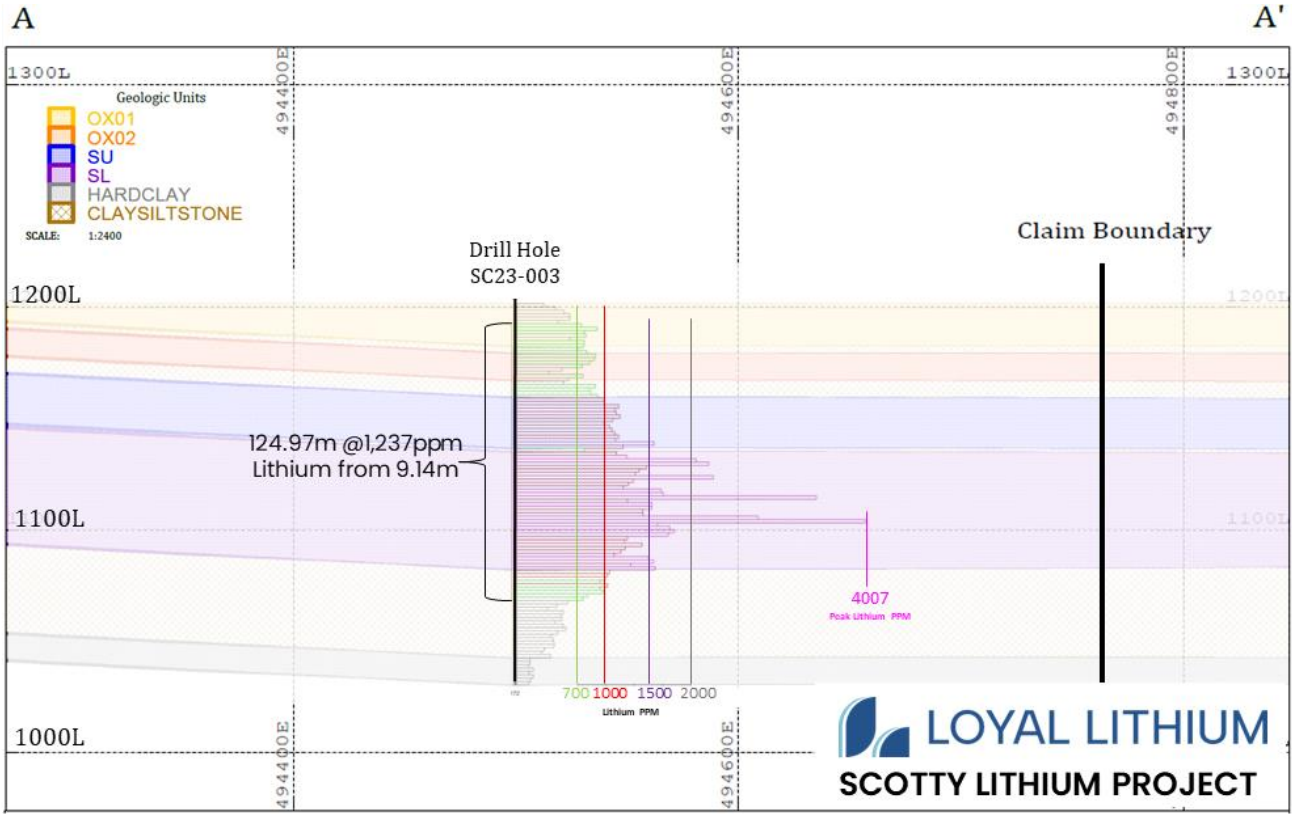 A
A'
1300L
494400E
494600E
494800E
1300L
Geologic Units
OX01
OX02
SU
SL
HARDCLAY
CLAYSILTSTONE
SCALE: 1:2400
Claim Boundary
Drill Hole
SC23-003
1200L
1200L
124.97m @1,237ppm
Lithium from 9.14m
1100L
1100L
4007
Peak Lithium PPM
700 1000 1500 2000
Lithium PPM
1000L
494400E
494600E
LOYAL LITHIUM
SCOTTY LITHIUM PROJECT